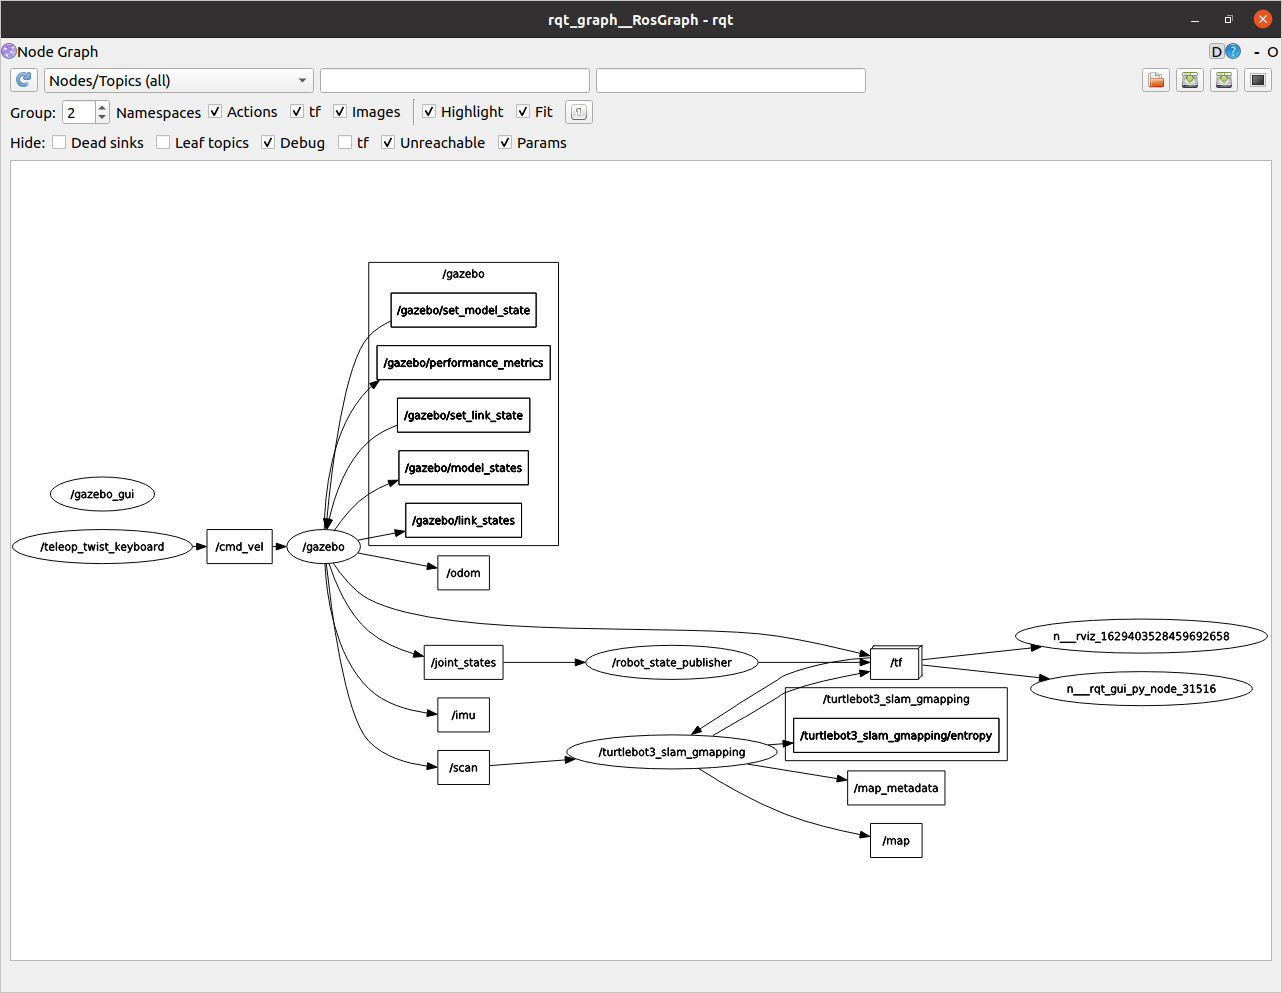 rqt_graph__RosGraph - rqt
Node Graph
D ? - O
Nodes/Topics (all)
Group: 2 Namespaces Actions tf Images Highlight Fit
Hide: Dead sinks Leaf topics Debug tf Unreachable Params
/gazebo
/gazebo/set_model_state
/gazebo/performance_metrics
/gazebo/set_link_state
/gazebo/model_states
/gazebo_gui
/gazebo/link_states
/teleop_twist_keyboard
/cmd_vel
/gazebo
/odom
n___rviz_1629403528459692658
/joint_states
/robot_state_publisher
/tf
n___rqt_gui_py_node_31516
/turtlebot3_slam_gmapping
/imu
/turtlebot3_slam_gmapping/entropy
/turtlebot3_slam_gmapping
/scan
/map_metadata
/map